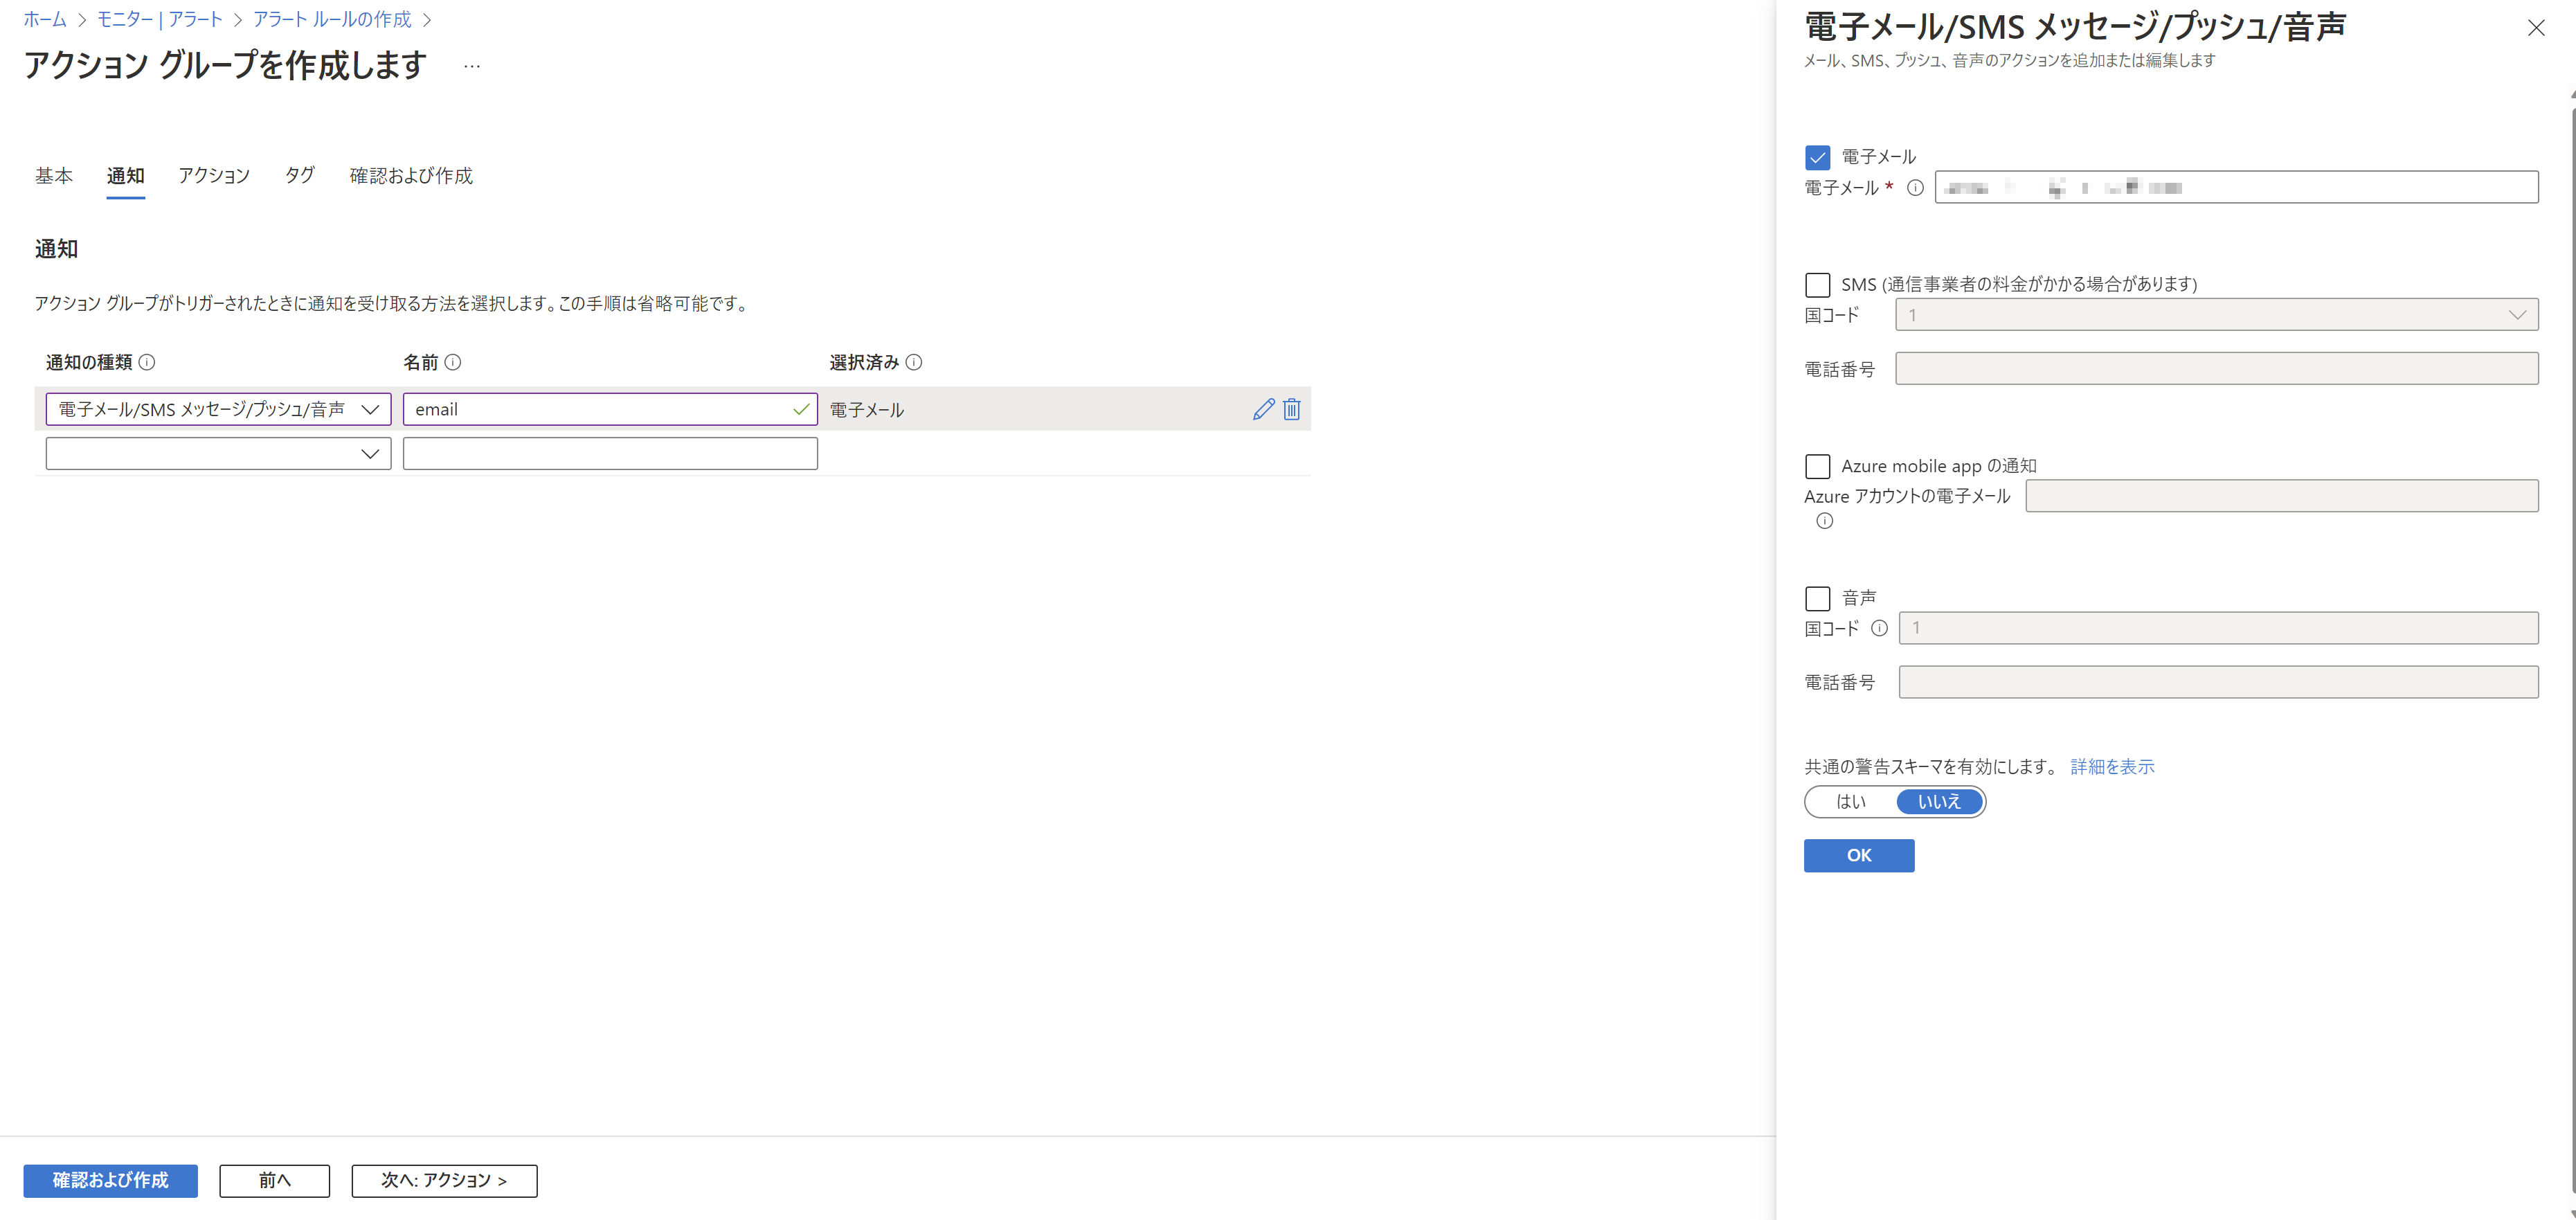 ホーム > モニター | アラート > アラート ルールの作成 >
アクション グループを作成します ...
基本 通知 アクション タグ 確認および作成
通知
アクション グループがトリガーされたときに通知を受け取る方法を選択します。この手順は省略可能です。
通知の種類 名前 選択済み
電子メール/SMS メッセージ/プッシュ/音声 email 電子メール
確認および作成 前へ 次へ: アクション >
電子メール/SMS メッセージ/プッシュ/音声
メール、SMS、プッシュ、音声のアクションを追加または編集します
電子メール
電子メール *
SMS (通信事業者の料金がかかる場合があります)
国コード 1
電話番号
Azure mobile app の通知
Azure アカウントの電子メール
音声
国コード 1
電話番号
共通の警告スキーマを有効にします。 詳細を表示
はい いいえ
OK